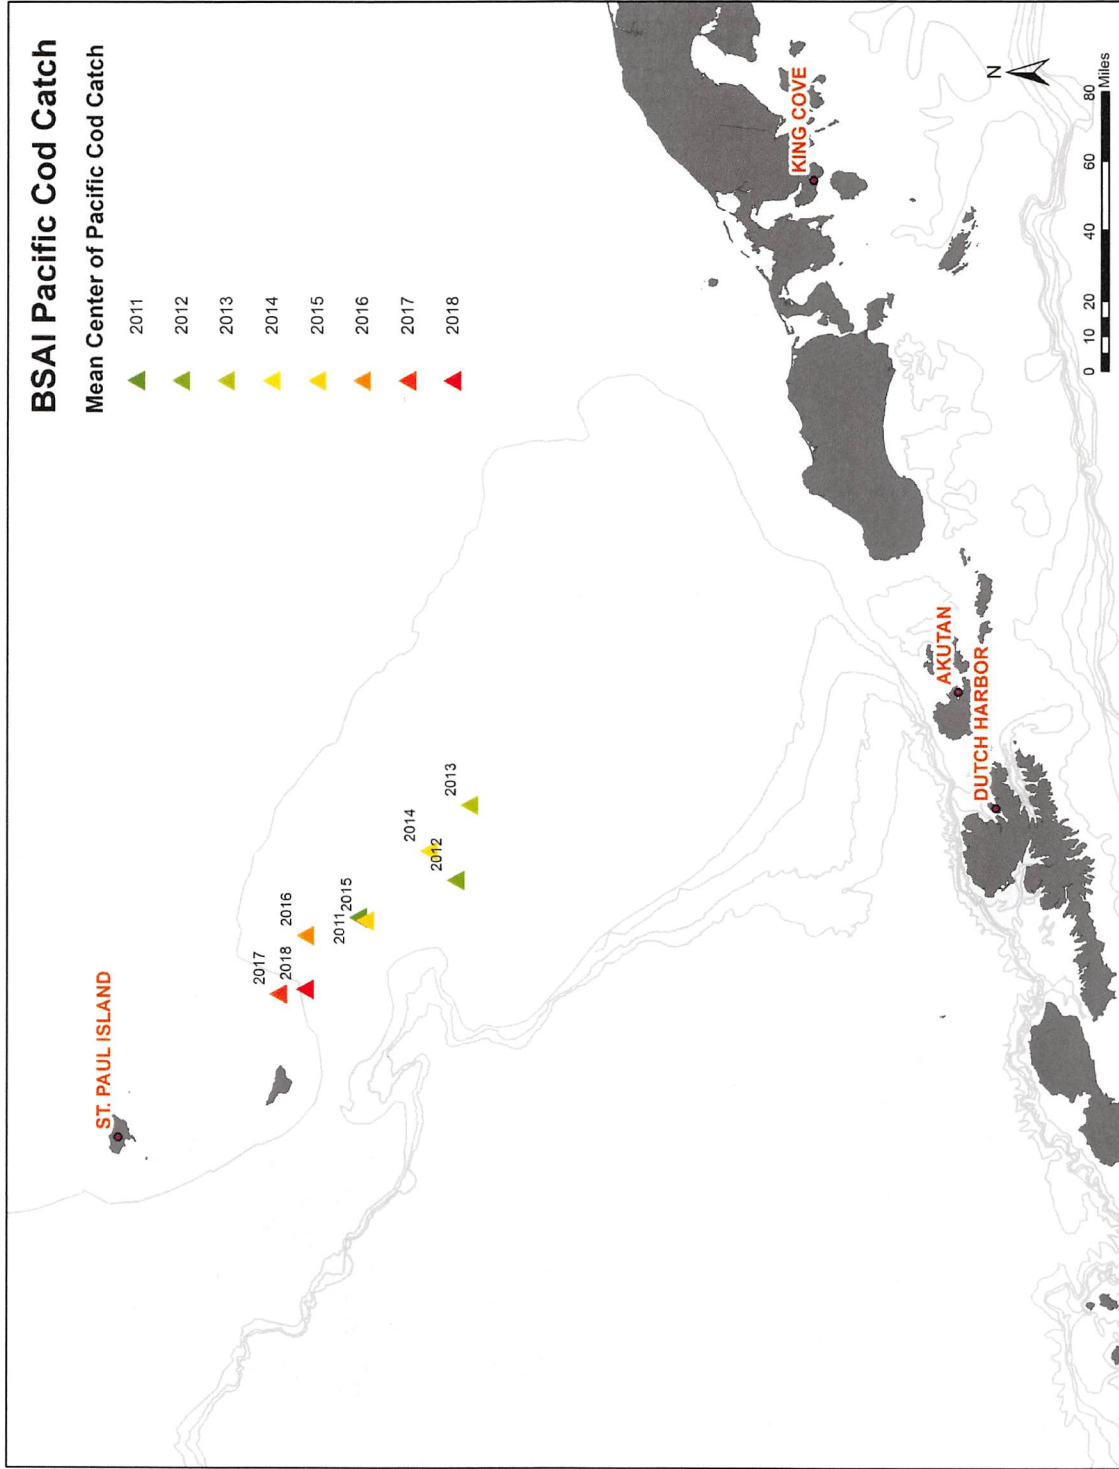 BSAI Pacific Cod Catch
Mean Center of Pacific Cod Catch
2011
2012
2013
2014
2015
2016
2017
2018
ST. PAUL ISLAND
2017
2018
2016
2011
2015
2014
2012
2013
KING COVE
AKUTAN
DUTCH HARBOR
N
0 10 20 40 60 80
Miles